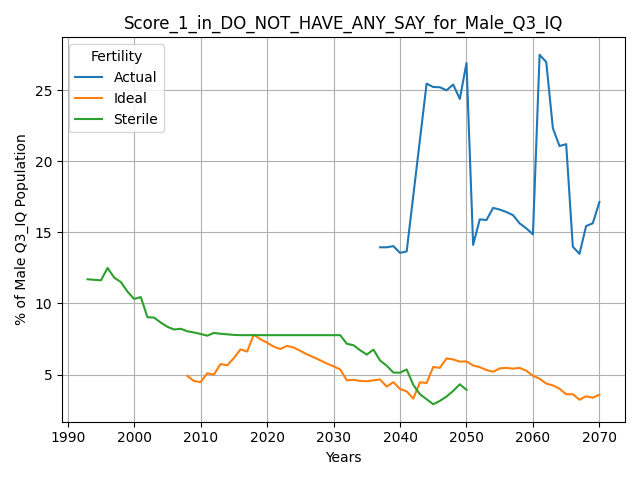 Score_1_in_DO_NOT_HAVE_ANY_SAY_for_Male_Q3_IQ
Fertility
Actual
Ideal
Sterile
% of Male Q3_IQ Population
25
20
15
10
5
1990 2000 2010 2020 2030 2040 2050 2060 2070
Years